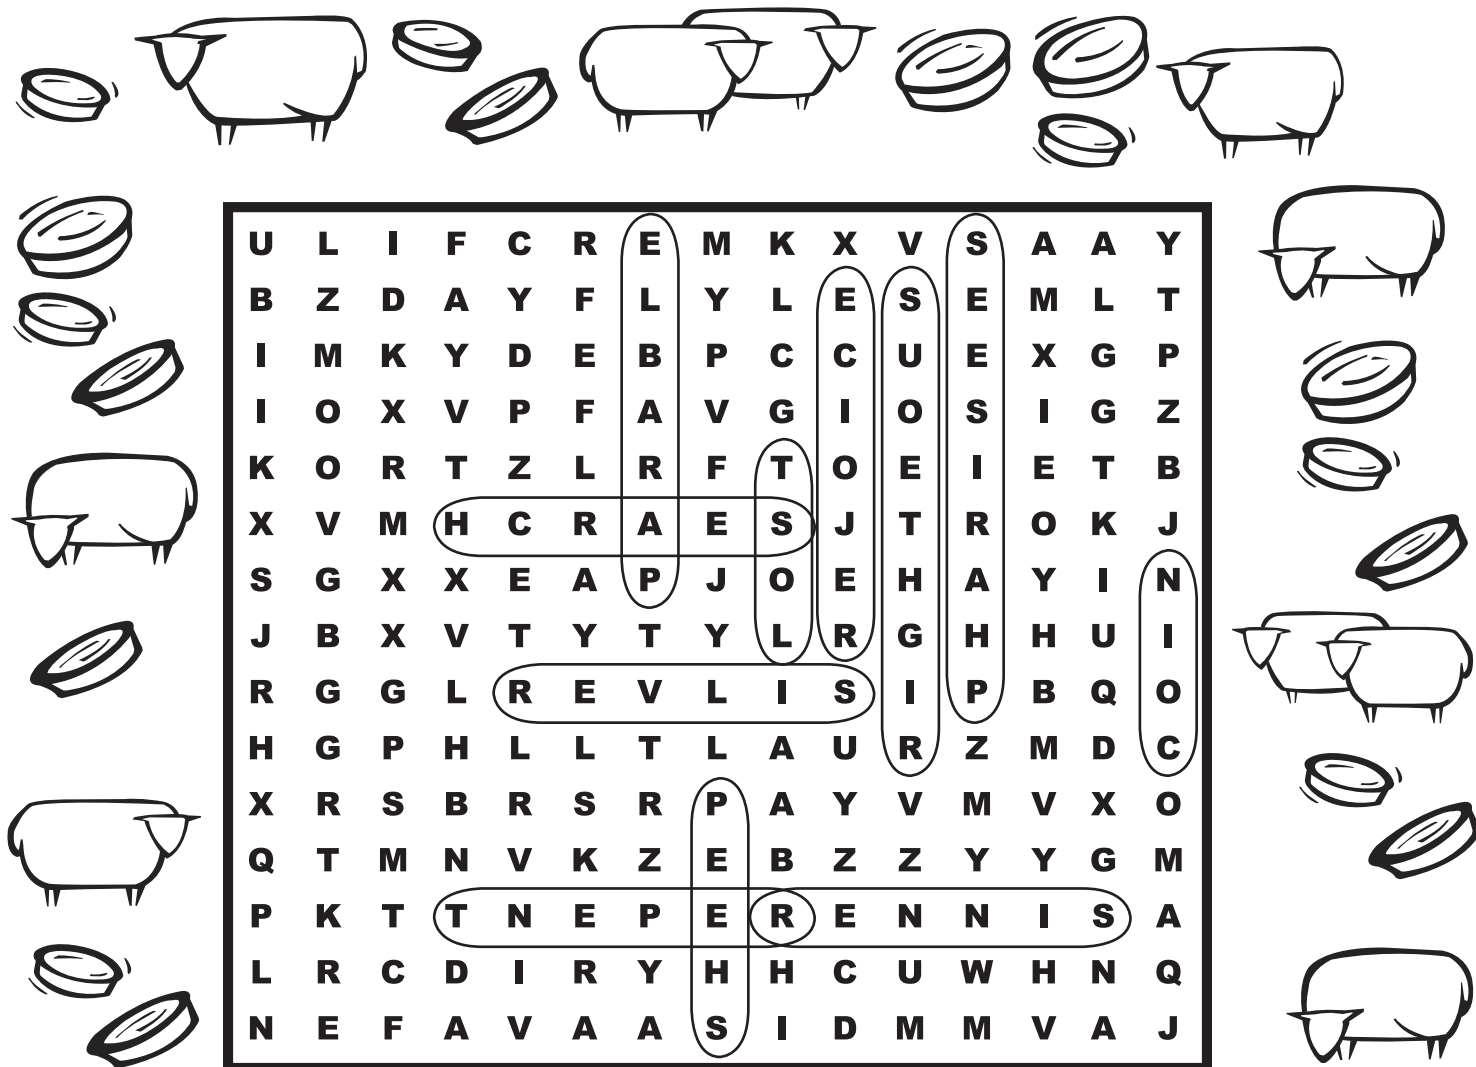 U L I F C R E M K X V S A A Y
B Z D A Y F L Y L E S E M L T
I M K Y D E B P C C U E X G P
I O X V P F A V G I O S I G Z
K O R T Z L R F T O E I E T B
X V M H C R A E S J T R O K J
S G X X E A P J O E H A Y I N
J B X V T Y T Y L R G H H U I
R G G L R E V L I S I P B Q O
H G P H L L T L A U R Z M D C
X R S B R S R P A Y V M V X O
Q T M N V K Z E B Z Z Y Y G M
P K T T N E P E R E N N I S A
L R C D I R Y H H C U W H N Q
N E F A V A A S I D M M V A J